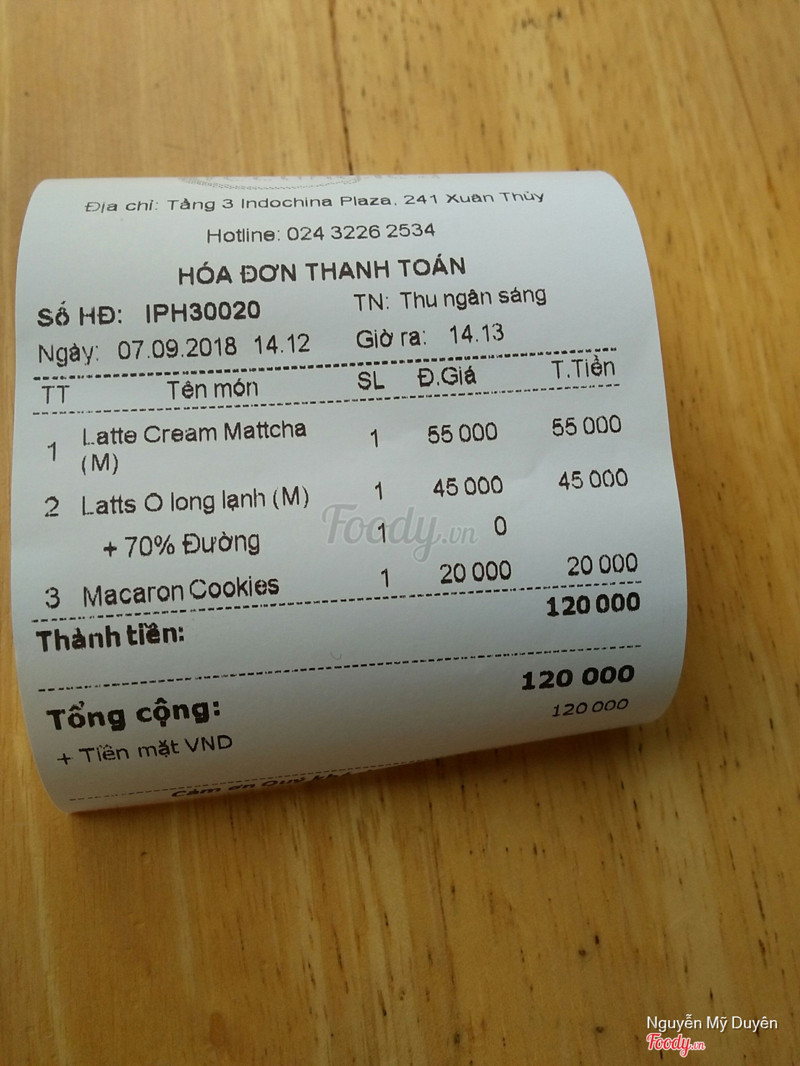 Địa chỉ: Tầng 3 Indochina Plaza, 241 Xuân Thủy
Hotline: 024 3226 2534
HÓA ĐƠN THANH TOÁN
Số HĐ: IPH30020 TN: Thu ngân sáng
Ngày: 07.09.2018 14.12 Giờ ra: 14.13
TT Tên món SL Đ.Giá T.Tiền
1 Latte Cream Mattcha 1 55 000 55 000
(M)
2 Latts O long lạnh (M) 1 45 000 45 000
+ 70% Đường 1 0
3 Macaron Cookies 1 20 000 20 000
Thành tiền: 120 000
Tổng cộng: 120 000
+ Tiền mặt VND 120 000
Cảm ơn Quý
Foody.vn
Nguyễn Mỹ Duyên
Foody.vn